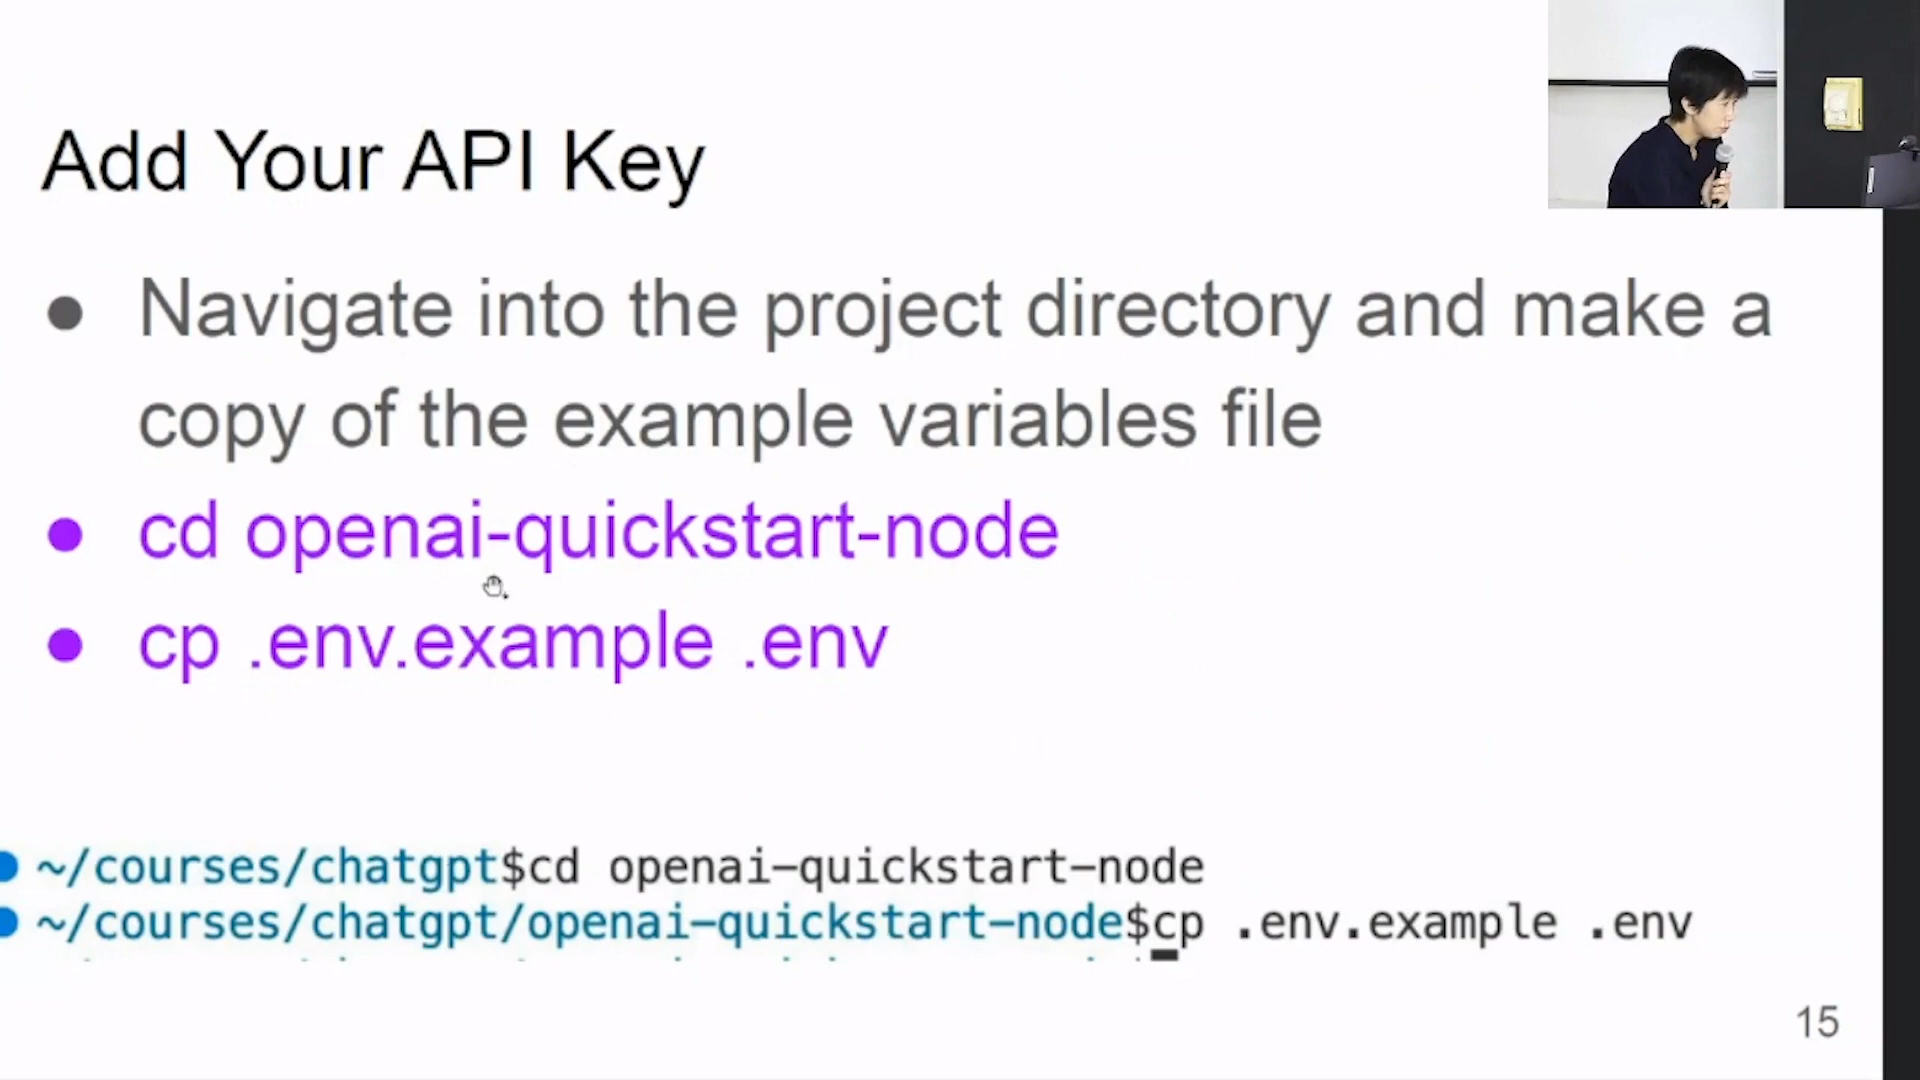 Add Your API Key
● Navigate into the project directory and make a
copy of the example variables file
● cd openai-quickstart-node
● cp .env.example .env
~/courses/chatgpt$cd openai-quickstart-node
~/courses/chatgpt/openai-quickstart-node$cp .env.example .env
15